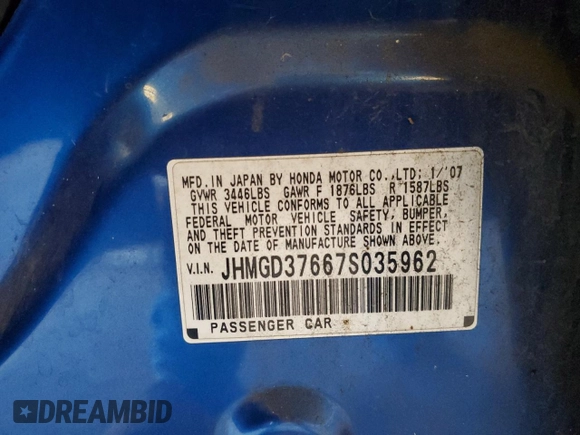 MFD. IN JAPAN BY HONDA MOTOR CO.,LTD; 1/'07
GVWR 3446LBS GAWR F 1876LBS R 1587LBS
THIS VEHICLE CONFORMS TO ALL APPLICABLE
FEDERAL MOTOR VEHICLE SAFETY, BUMPER,
AND THEFT PREVENTION STANDARDS IN EFFECT
ON THE DATE OF MANUFACTURE SHOWN ABOVE.
V.I.N. JHMGD37667S035962
PASSENGER CAR
DREAMBID